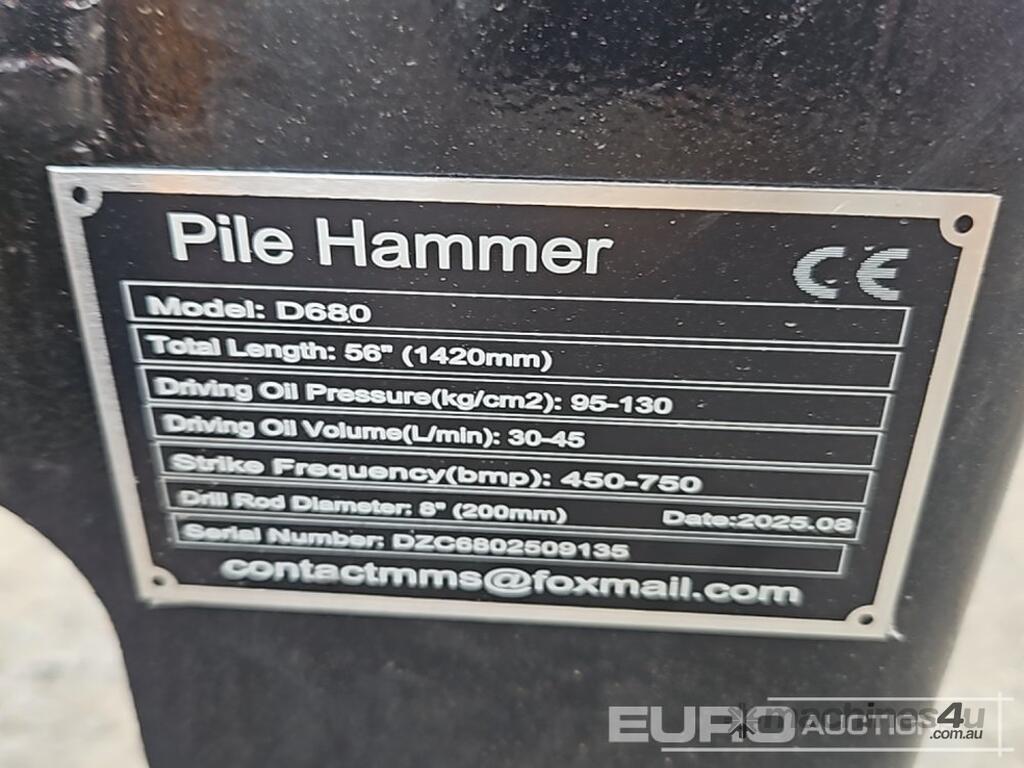 Pile Hammer
CE
Model: D680
Total Length: 56" (1420mm)
Driving Oil Pressure(kg/cm2): 95-130
Driving Oil Volume(L/min): 30-45
Strike Frequency(bmp): 450-750
Drill Rod Diameter: 8" (200mm) Date:2025.08
Serial Number: DZC6802509135
contactmms@foxmail.com
EURO AUCTIONS
machines4u
.com.au